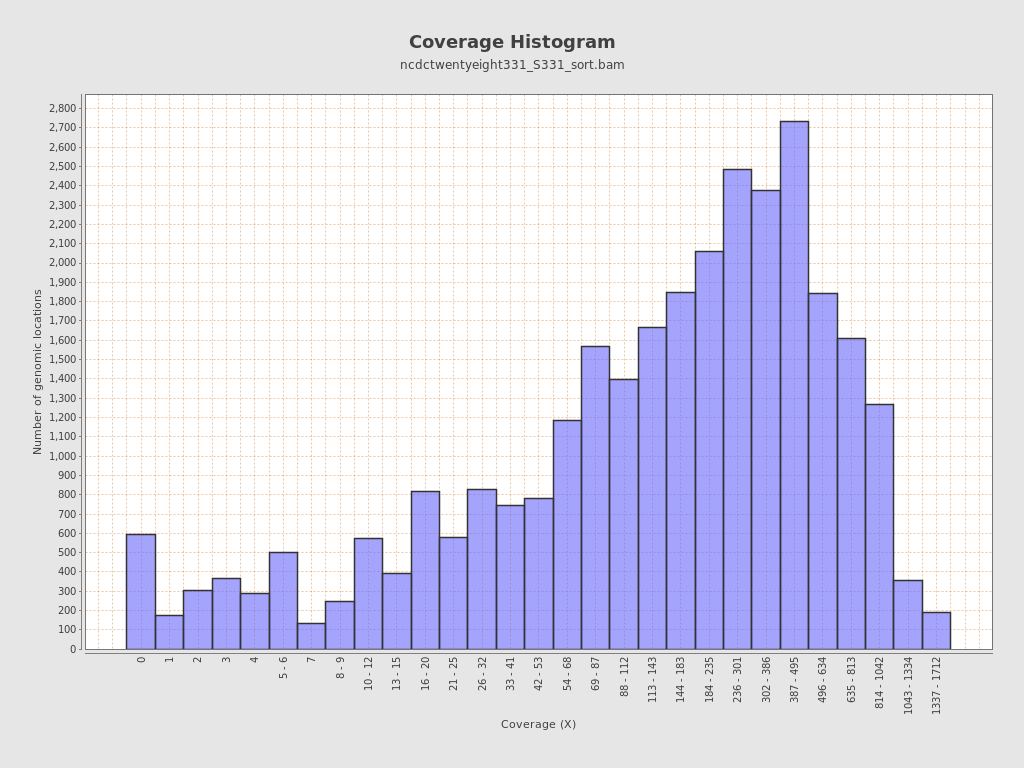 Coverage Histogram
ncdctwentyeight331_S331_sort.bam
2,800
2,700
2,600
2,500
2,400
2,300
2,200
2,100
2,000
1,900
1,800
1,700
1,600
1,500
1,400
1,300
1,200
1,100
1,000
900
800
700
600
500
400
300
200
100
0
Number of genomic locations
0
1
2
3
4
5 - 6
7
8 - 9
10 - 12
13 - 15
16 - 20
21 - 25
26 - 32
33 - 41
42 - 53
54 - 68
69 - 87
88 - 112
113 - 143
144 - 183
184 - 235
236 - 301
302 - 386
387 - 495
496 - 634
635 - 813
814 - 1042
1043 - 1334
1337 - 1712
Coverage (X)